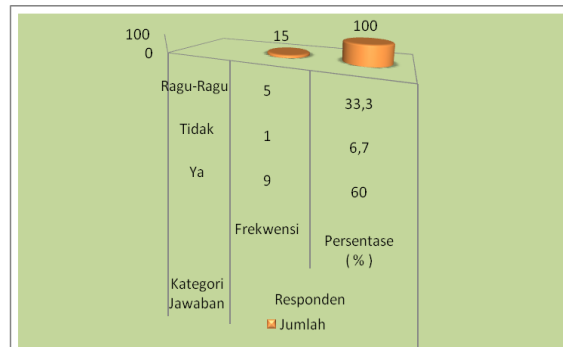 15 100
100
0
Ragu-Ragu 5 33,3
Tidak 1 6,7
Ya 9 60
Frekwensi Persentase
( % )
Kategori
Jawaban
Responden
Jumlah